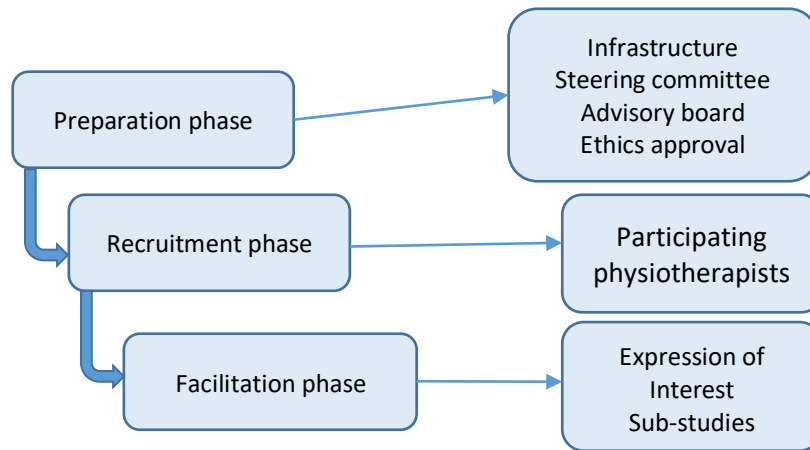 Preparation phase
Infrastructure
Steering committee
Advisory board
Ethics approval
Recruitment phase
Participating
physiotherapists
Facilitation phase
Expression of
Interest
Sub-studies